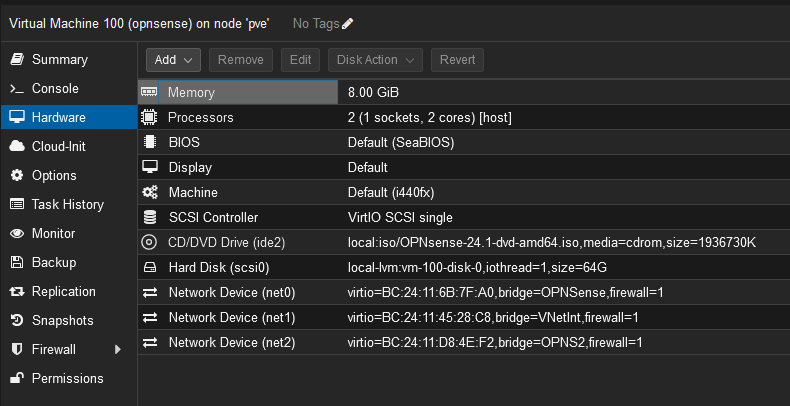 Virtual Machine 100 (opnsense) on node 'pve' No Tags
Summary
Console
Hardware
Cloud-Init
Options
Task History
Monitor
Backup
Replication
Snapshots
Firewall
Permissions
Add Remove Edit Disk Action Revert
Memory 8.00 GiB
Processors 2 (1 sockets, 2 cores) [host]
BIOS Default (SeaBIOS)
Display Default
Machine Default (i440fx)
SCSI Controller VirtIO SCSI single
CD/DVD Drive (ide2) local:iso/OPNsense-24.1-dvd-amd64.iso,media=cdrom,size=1936730K
Hard Disk (scsi0) local-lvm:vm-100-disk-0,iothread=1,size=64G
Network Device (net0) virtio=BC:24:11:6B:7F:A0,bridge=OPNSense,firewall=1
Network Device (net1) virtio=BC:24:11:45:28:C8,bridge=VNetInt,firewall=1
Network Device (net2) virtio=BC:24:11:D8:4E:F2,bridge=OPNS2,firewall=1